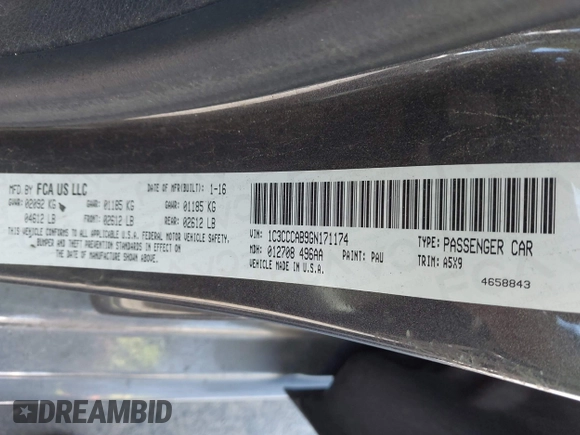 MFD. BY FCA US LLC DATE OF MFR(BUILT): 1-16
GVWR: 02092 KG GAWR: 01185 KG GAWR: 01185 KG
04612 LB FRONT: 02612 LB REAR: 02612 LB
THIS VEHICLE CONFORMS TO ALL APPLICABLE U.S.A. FEDERAL MOTOR VEHICLE SAFETY,
BUMPER AND THEFT PREVENTION STANDARDS IN EFFECT ON
THE DATE OF MANUFACTURE SHOWN ABOVE.
VIN: 1C3CCCAB9GN171174 TYPE: PASSENGER CAR
MDH: 012708 496AA PAINT: PAU TRIM: A5X9
VEHICLE MADE IN U.S.A.
4658843
DREAMBID